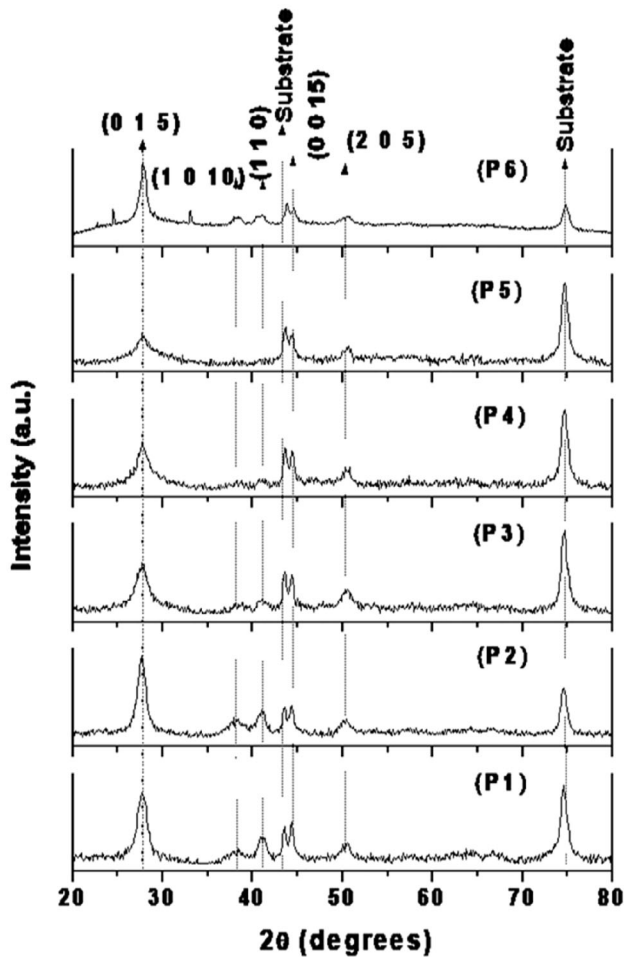 (0 1 5)
(1 0 10)
(1 1 0)
Substrate
(0 0 15)
(2 0 5)
Substrate
(P6)
(P5)
(P4)
(P3)
(P2)
(P1)
Intensity (a.u.)
20 30 40 50 60 70 80
2θ (degrees)